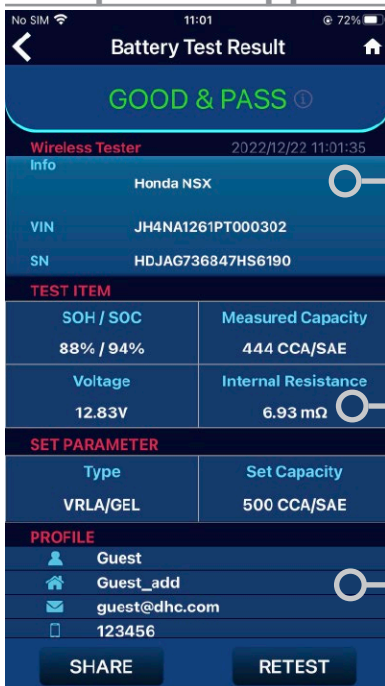 No SIM 11:01 72%
Battery Test Result
GOOD & PASS
Wireless Tester 2022/12/22 11:01:35
Info
Honda NSX
VIN JH4NA1261PT000302
SN HDJAG736847HS6190
TEST ITEM
SOH / SOC Measured Capacity
88% / 94% 444 CCA/SAE
Voltage Internal Resistance
12.83V 6.93 mΩ
SET PARAMETER
Type Set Capacity
VRLA/GEL 500 CCA/SAE
PROFILE
Guest
Guest_add
guest@dhc.com
123456
SHARE RETEST